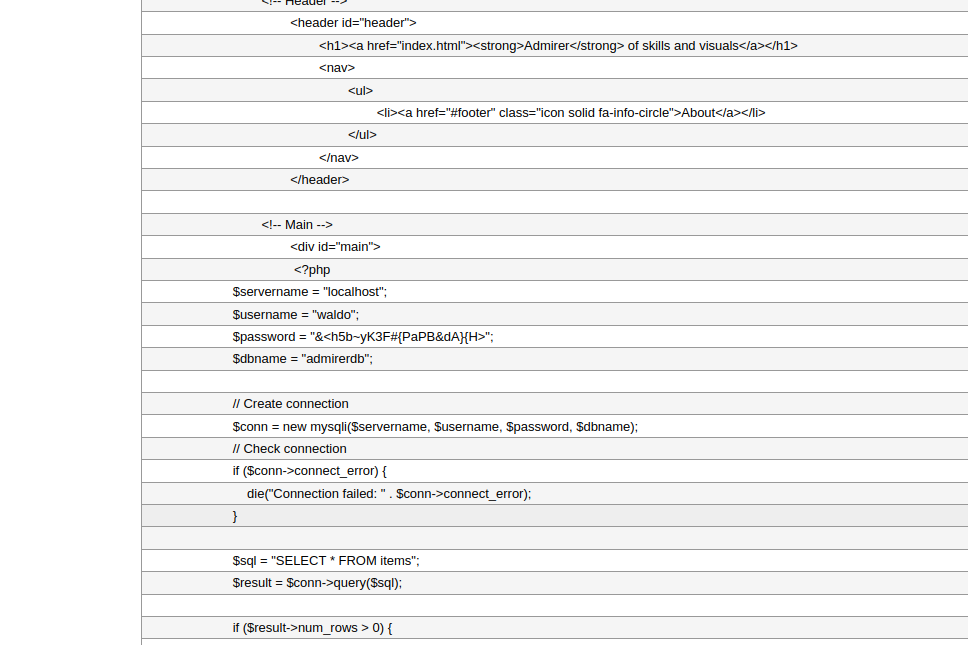 <!-- Header -->
<header id="header">
<h1><a href="index.html"><strong>Admirer</strong> of skills and visuals</a></h1>
<nav>
<ul>
<li><a href="#footer" class="icon solid fa-info-circle">About</a></li>
</ul>
</nav>
</header>
<!-- Main -->
<div id="main">
<?php
$servername = "localhost";
$username = "waldo";
$password = "&<h5b~yK3F#{PaPB&dA}{H>";
$dbname = "admirerdb";
// Create connection
$conn = new mysqli($servername, $username, $password, $dbname);
// Check connection
if ($conn->connect_error) {
die("Connection failed: " . $conn->connect_error);
}
$sql = "SELECT * FROM items";
$result = $conn->query($sql);
if ($result->num_rows > 0) {